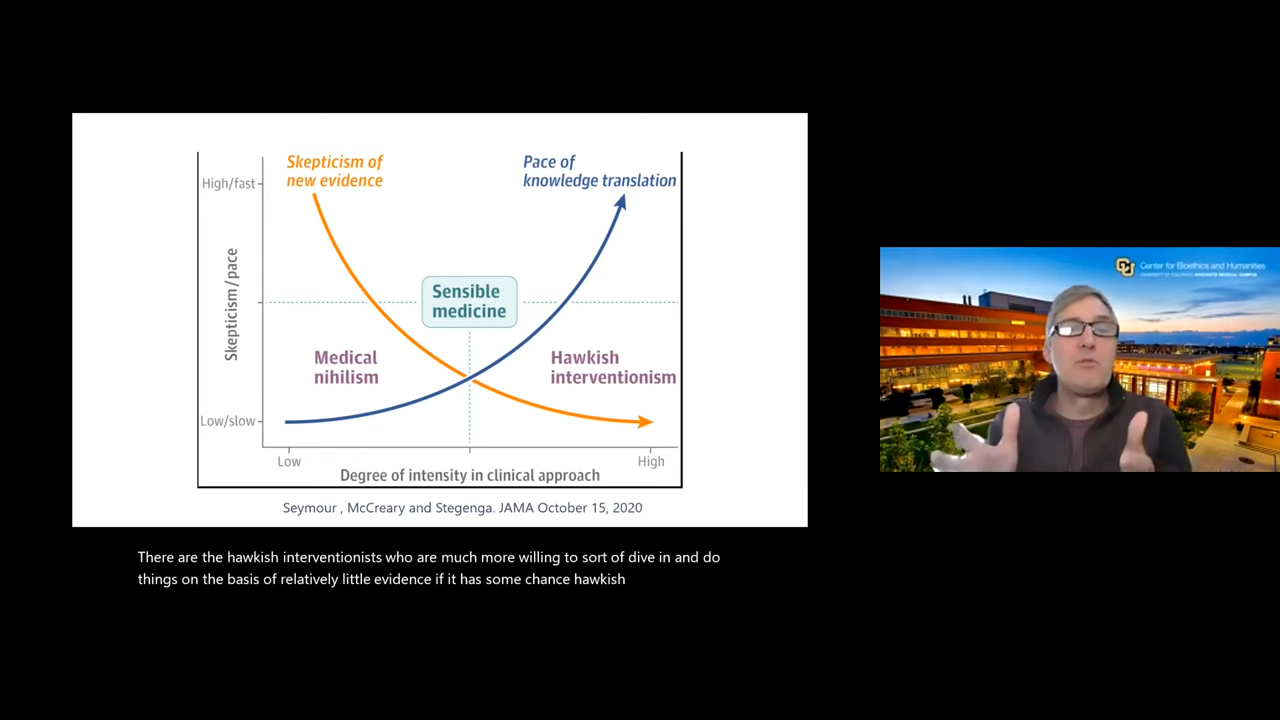 Skepticism of
new evidence
Pace of
knowledge translation
High/fast
Skepticism/pace
Sensible
medicine
Medical
nihilism
Hawkish
interventionism
Low/slow
Low
High
Degree of intensity in clinical approach
Seymour , McCreary and Stegenga. JAMA October 15, 2020
CU
Center for Bioethics and Humanities
UNIVERSITY OF COLORADO ANSCHUTZ MEDICAL CAMPUS
There are the hawkish interventionists who are much more willing to sort of dive in and do
things on the basis of relatively little evidence if it has some chance hawkish